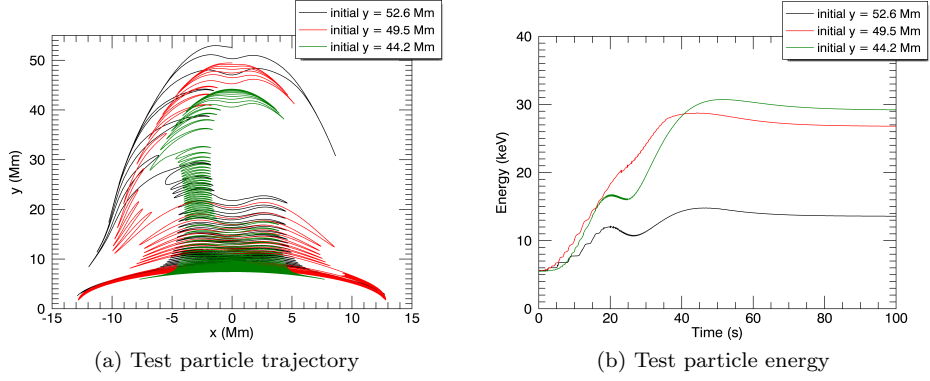 initial y = 52.6 Mm
initial y = 49.5 Mm
initial y = 44.2 Mm
50
40
30
20
10
0
y (Mm)
-15 -10 -5 0 5 10 15
x (Mm)
(a) Test particle trajectory
initial y = 52.6 Mm
initial y = 49.5 Mm
initial y = 44.2 Mm
40
30
20
10
0
Energy (keV)
0 20 40 60 80 100
Time (s)
(b) Test particle energy